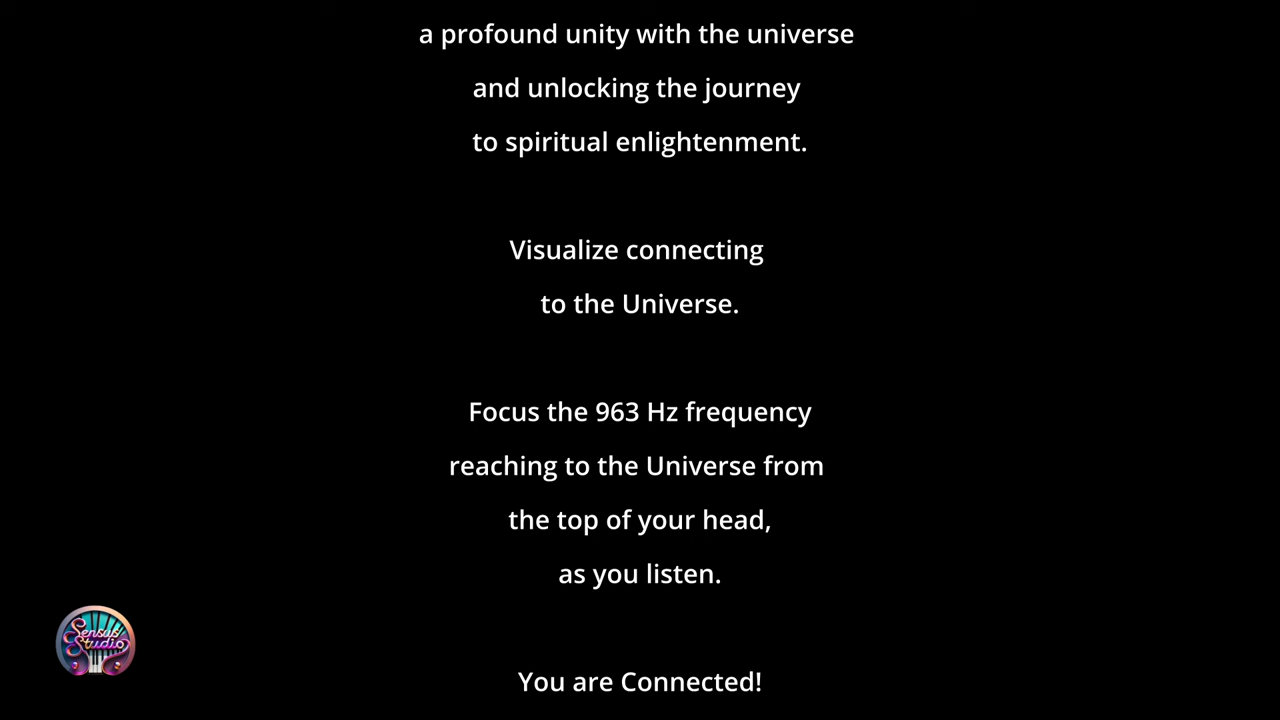 a profound unity with the universe
and unlocking the journey
to spiritual enlightenment.
Visualize connecting
to the Universe.
Focus the 963 Hz frequency
reaching to the Universe from
the top of your head,
as you listen.
Sensus
Studio
You are Connected!